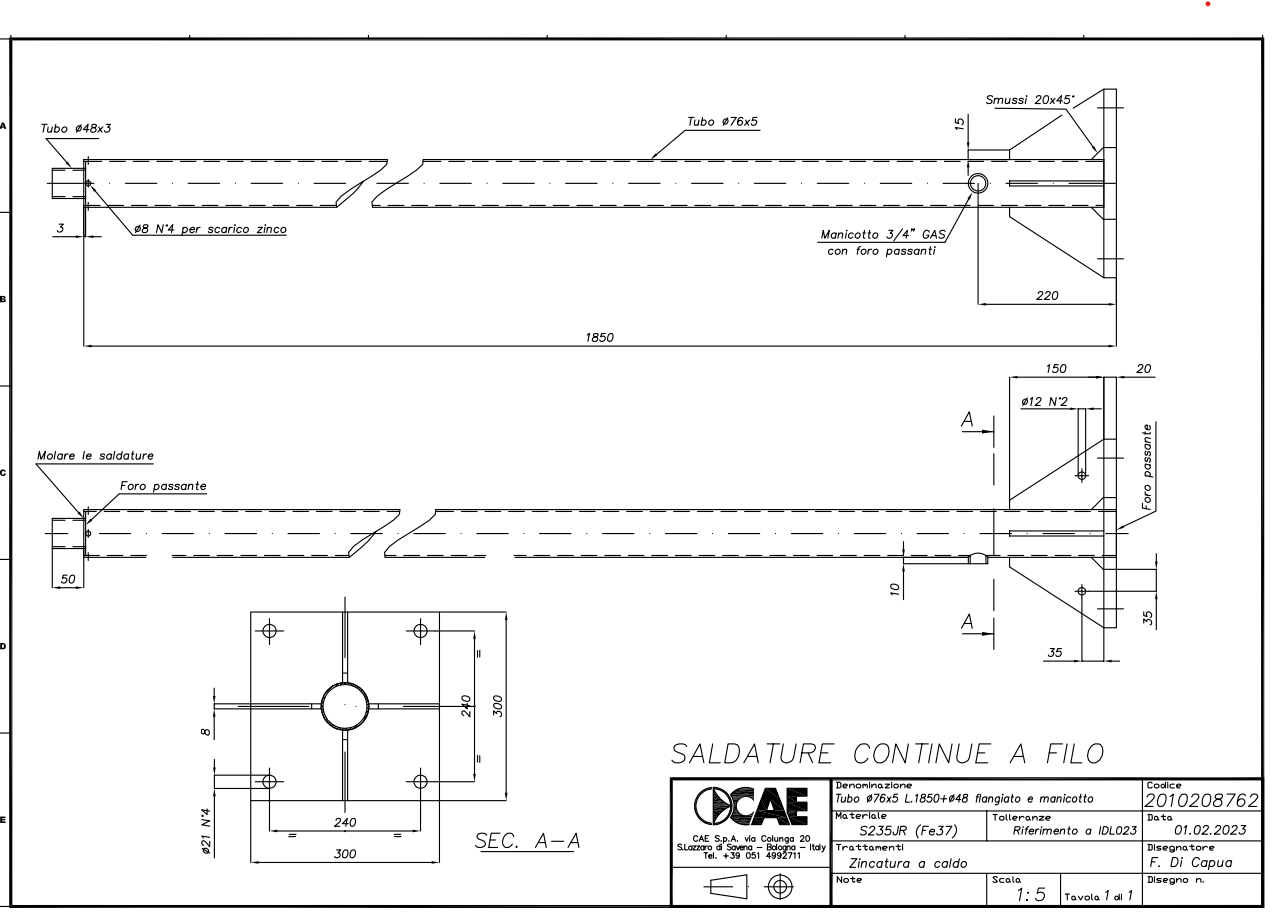 A
B
C
D
E
Tubo ø48x3
Tubo ø76x5
Smussi 20x45°
15
3
ø8 N°4 per scarico zinco
Manicotto 3/4" GAS
con foro passanti
220
1850
150
20
ø12 N°2
A
Foro passante
Molare le saldature
Foro passante
50
10
A
35
35
240
300
8
ø21 N°4
240
300
=
=
=
=
SEC. A-A
SALDATURE CONTINUE A FILO
CAE
CAE S.p.A. via Colunga 20
S.Lazzaro di Savena – Bologna – Italy
Tel. +39 051 4992711
Denominazione
Tubo ø76x5 L.1850+ø48 flangiato e manicotto
Codice
2010208762
Materiale
S235JR (Fe37)
Tolleranze
Riferimento a IDL023
Data
01.02.2023
Trattamenti
Zincatura a caldo
Disegnatore
F. Di Capua
Note
Scala
1:5
Tavola 1 di 1
Disegno n.